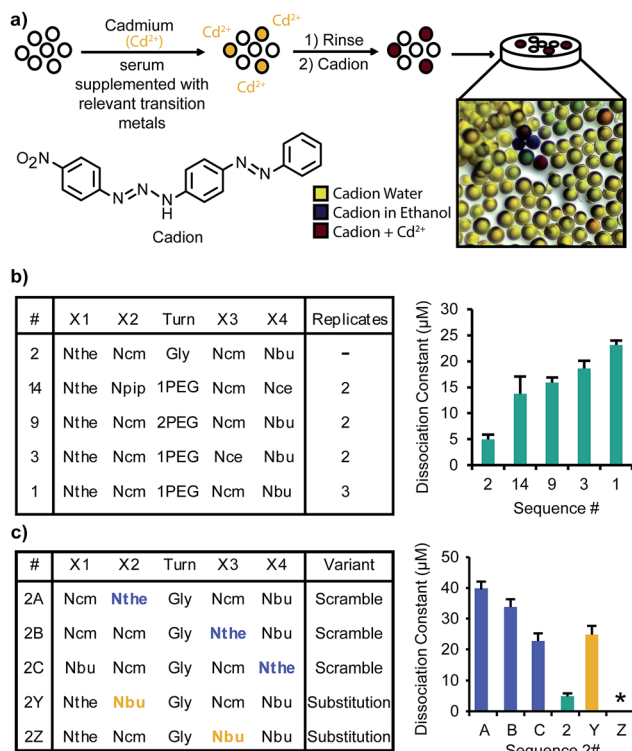 a)
Cadmium
(Cd²⁺)
serum
supplemented with
relevant transition
metals
Cd²⁺
Cd²⁺
Cd²⁺
1) Rinse
2) Cadion
O₂N
N
N
N
H
N
N
Cadion
Cadion Water
Cadion in Ethanol
Cadion + Cd²⁺
b)
# X1 X2 Turn X3 X4 Replicates
2 Nthe Ncm Gly Ncm Nbu –
14 Nthe Npip 1PEG Ncm Nce 2
9 Nthe Ncm 2PEG Ncm Nbu 2
3 Nthe Ncm 1PEG Nce Nbu 2
1 Nthe Ncm 1PEG Ncm Nbu 3
Dissociation Constant (μM)
30
25
20
15
10
5
0
2 14 9 3 1
Sequence #
c)
# X1 X2 Turn X3 X4 Variant
2A Ncm Nthe Gly Ncm Nbu Scramble
2B Ncm Ncm Gly Nthe Nbu Scramble
2C Nbu Ncm Gly Ncm Nthe Scramble
2Y Nthe Nbu Gly Ncm Nbu Substitution
2Z Nthe Ncm Gly Nbu Nbu Substitution
Dissociation Constant (μM)
50
40
30
20
10
0
*
A B C 2 Y Z
Sequence 2#